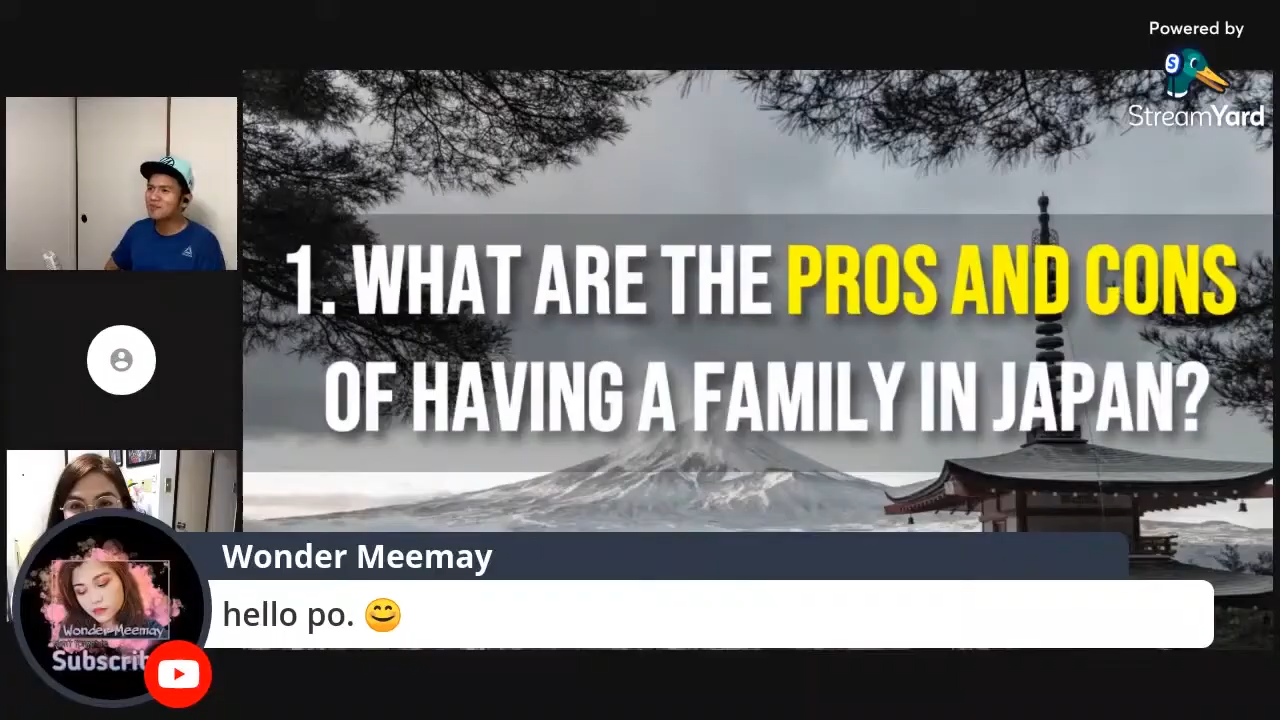 Powered by
StreamYard
1. WHAT ARE THE PROS AND CONS
OF HAVING A FAMILY IN JAPAN?
Wonder Meemay
hello po. 😊
Wonder Meemay
Subscrib